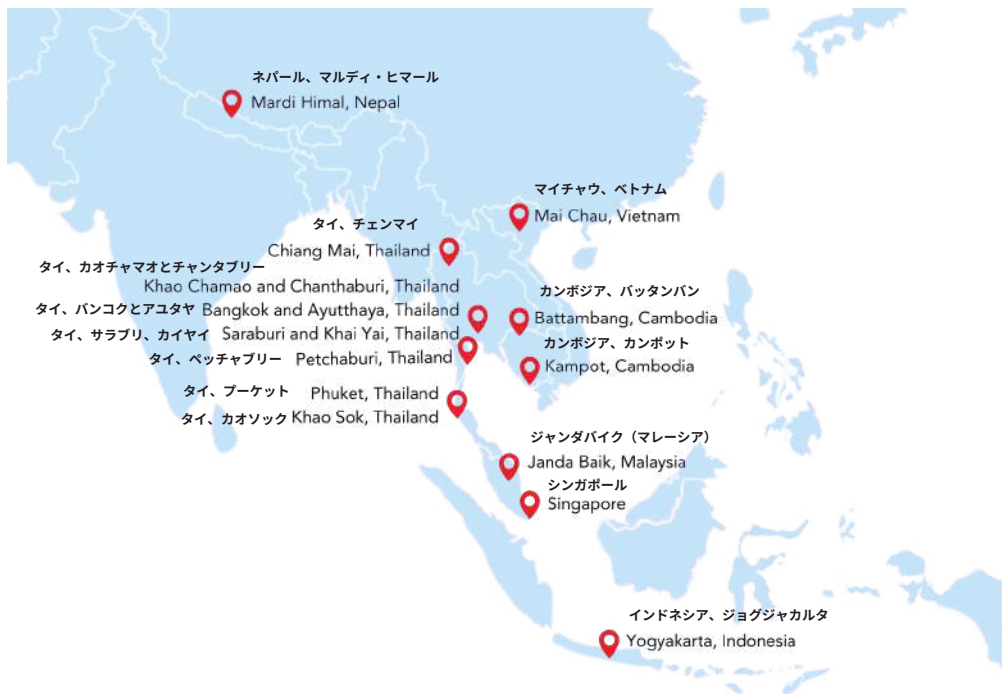 ネパール、マルディ・ヒマール
Mardi Himal, Nepal
マイチャウ、ベトナム
Mai Chau, Vietnam
タイ、チェンマイ
Chiang Mai, Thailand
タイ、カオチャマオとチャンタブリー
Khao Chamao and Chanthaburi, Thailand
タイ、バンコクとアユタヤ Bangkok and Ayutthaya, Thailand
タイ、サラブリ、カイヤイ Saraburi and Khai Yai, Thailand
タイ、ペッチャブリー Petchaburi, Thailand
カンボジア、バッタンバン
Battambang, Cambodia
カンボジア、カンポット
Kampot, Cambodia
タイ、プーケット Phuket, Thailand
タイ、カオソック Khao Sok, Thailand
ジャンダバイク（マレーシア）
Janda Baik, Malaysia
シンガポール
Singapore
インドネシア、ジョグジャカルタ
Yogyakarta, Indonesia